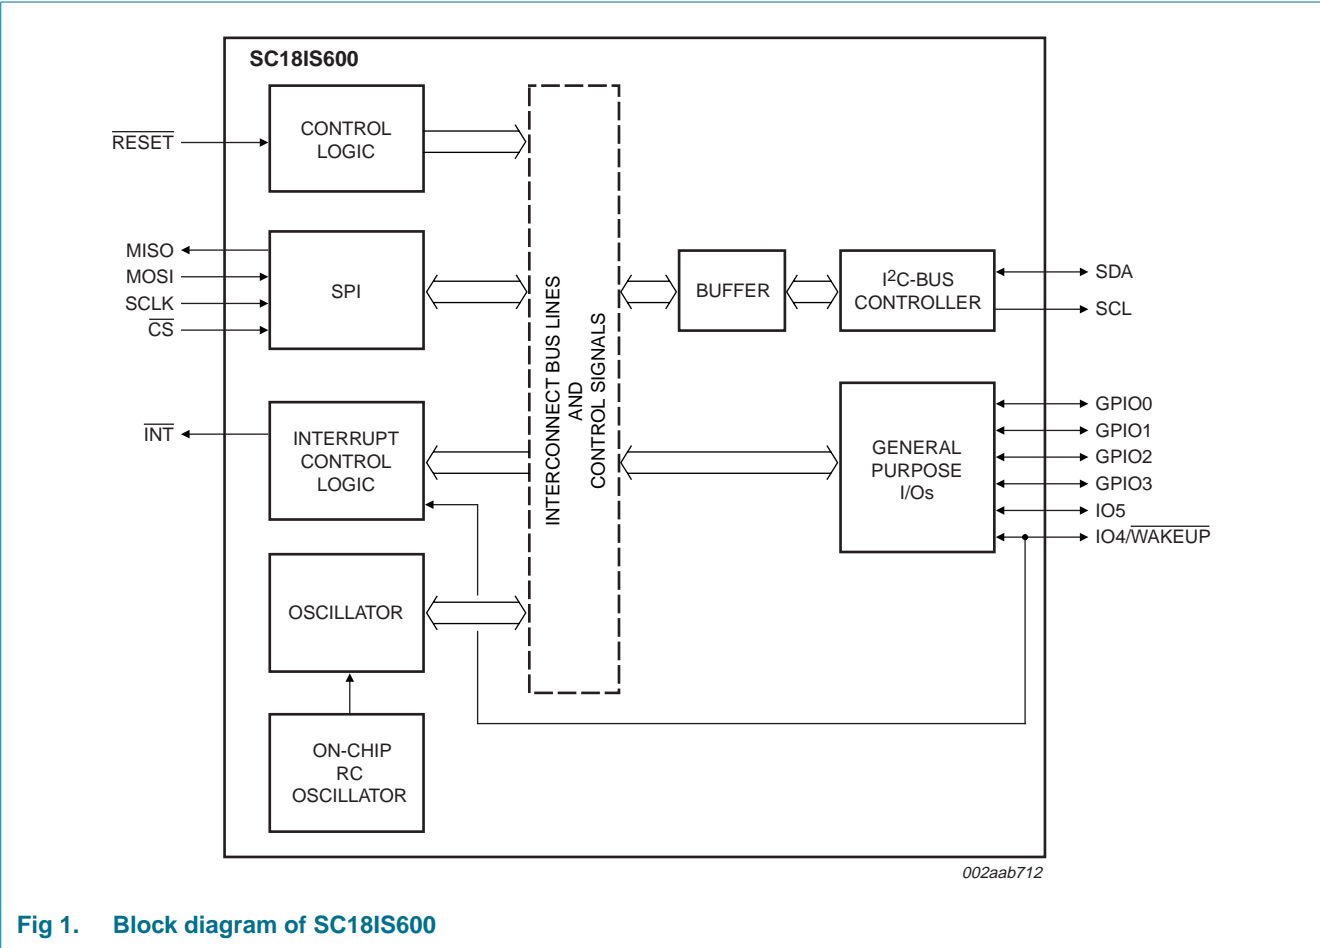 SC18IS600
RESET
CONTROL
LOGIC
MISO
MOSI
SCLK
CS
SPI
INT
INTERRUPT
CONTROL
LOGIC
OSCILLATOR
ON-CHIP
RC
OSCILLATOR
INTERCONNECT BUS LINES
AND
CONTROL SIGNALS
BUFFER
I2C-BUS
CONTROLLER
SDA
SCL
GENERAL
PURPOSE
I/Os
GPIO0
GPIO1
GPIO2
GPIO3
IO5
IO4/WAKEUP
002aab712
Fig 1. Block diagram of SC18IS600